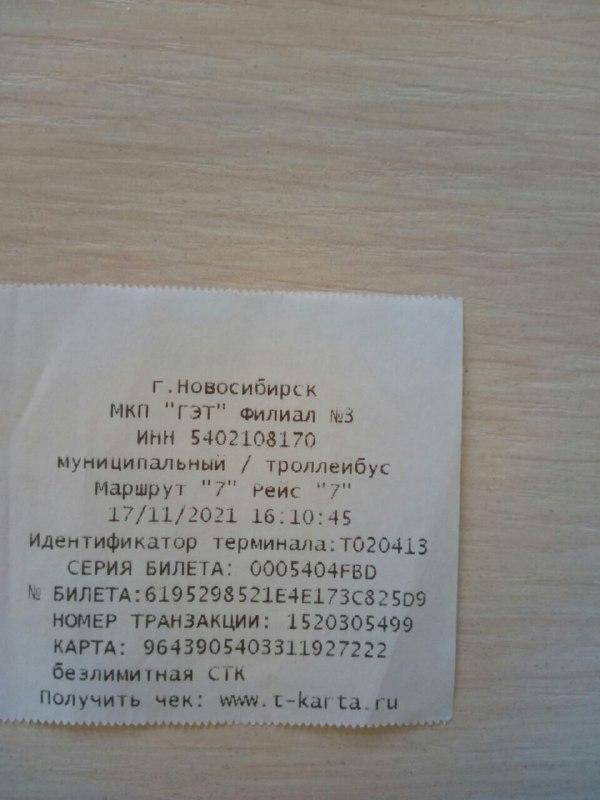 г.Новосибирск
МКП "ГЭТ" Филиал №3
ИНН 5402108170
муниципальный / троллейбус
Маршрут "7" Рейс "7"
17/11/2021 16:10:45
Идентификатор терминала:Т020413
СЕРИЯ БИЛЕТА: 0005404FBD
№ БИЛЕТА:6195298521E4E173C825D9
НОМЕР ТРАНЗАКЦИИ: 1520305499
КАРТА: 9643905403311927222
безлимитная СТК
Получить чек: www.t-karta.ru